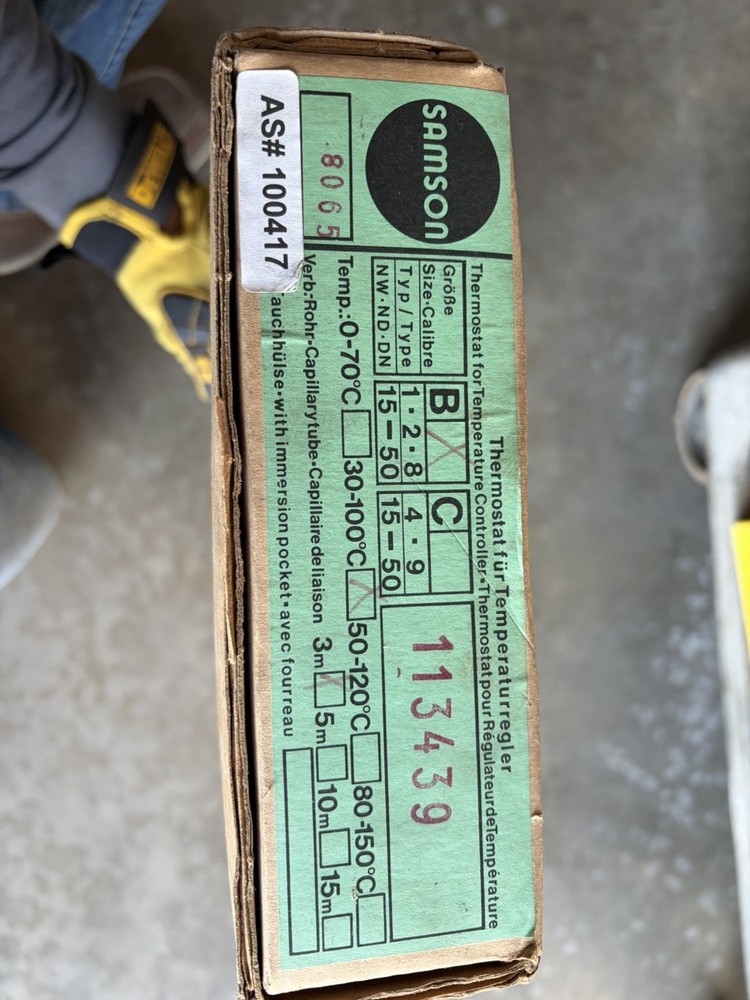 SAMSON
Thermostat für Temperaturregler
Thermostat for Temperature Controller•Thermostat pour Régulateur de Température
Größe
Size•Calibre
B X C
Typ / Type
1 • 2 • 8
4 • 9
NW•ND•DN
15 – 50
15 – 50
113439
8065
Temp.: 0-70°C 30-100°C X 50-120°C 80-150°C
Verb.-Rohr-Capillary tube-Capillaire de liaison 3m X 5m 10m 15m
auchhülse•with immersion pocket•avec fourreau
AS# 100417
DEWALT